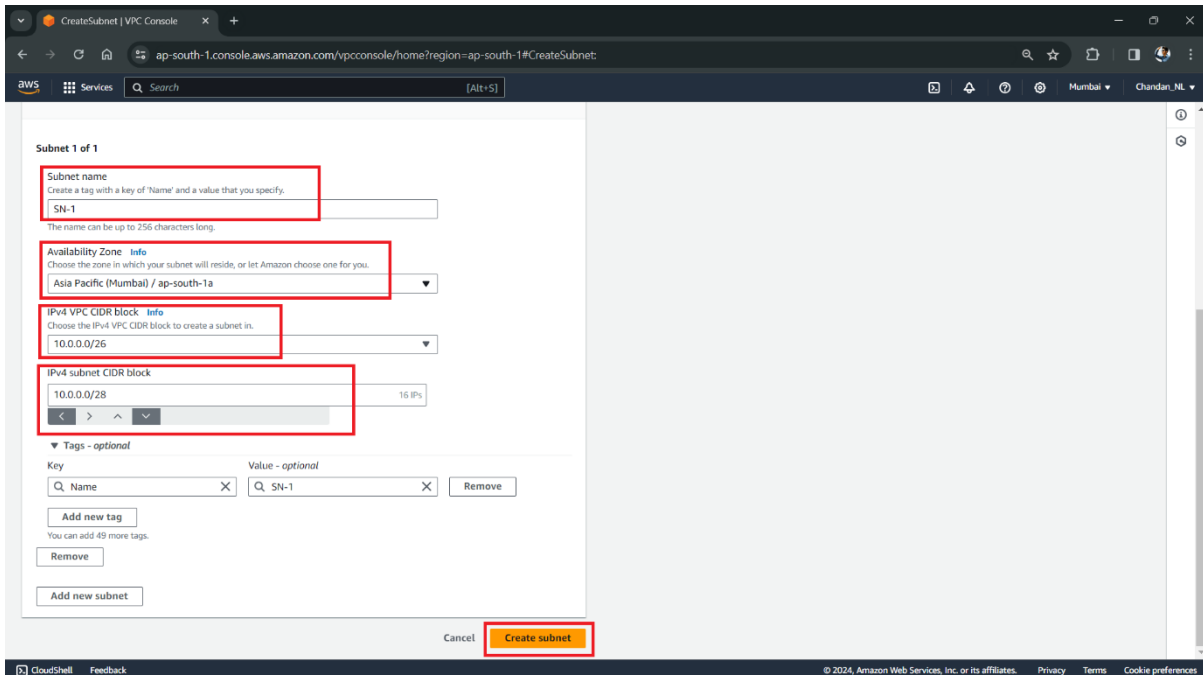 CreateSubnet | VPC Console
ap-south-1.console.aws.amazon.com/vpcconsole/home?region=ap-south-1#CreateSubnet:
aws Services Search [Alt+S] Mumbai Chandan_NL
Subnet 1 of 1
Subnet name
Create a tag with a key of 'Name' and a value that you specify.
SN-1
The name can be up to 256 characters long.
Availability Zone Info
Choose the zone in which your subnet will reside, or let Amazon choose one for you.
Asia Pacific (Mumbai) / ap-south-1a
IPv4 VPC CIDR block Info
Choose the IPv4 VPC CIDR block to create a subnet in.
10.0.0.0/26
IPv4 subnet CIDR block
10.0.0.0/28 16 IPs
Tags - optional
Key Value - optional
Name SN-1 Remove
Add new tag
You can add 49 more tags.
Remove
Add new subnet
Cancel Create subnet
CloudShell Feedback © 2024, Amazon Web Services, Inc. or its affiliates. Privacy Terms Cookie preferences